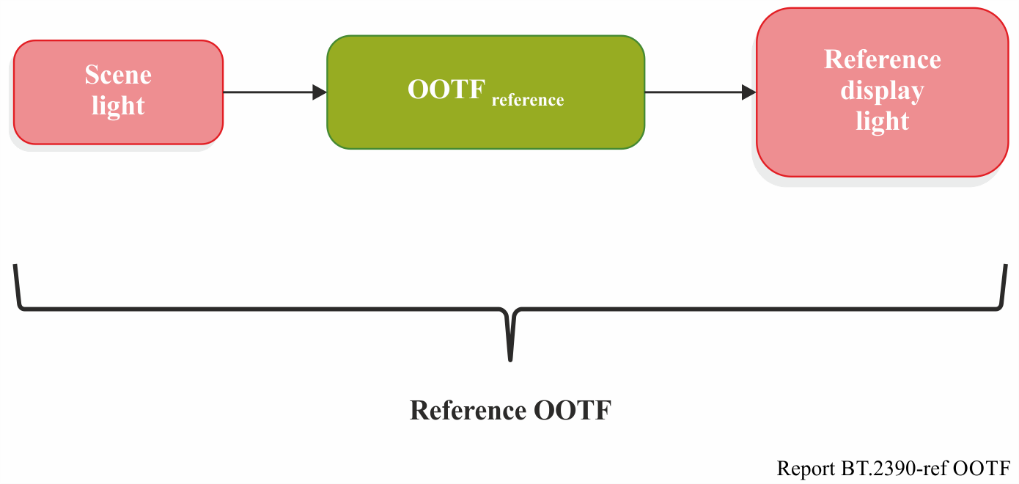 Scene
light
OOTF reference
Reference
display
light
Reference OOTF
Report BT.2390-ref OOTF